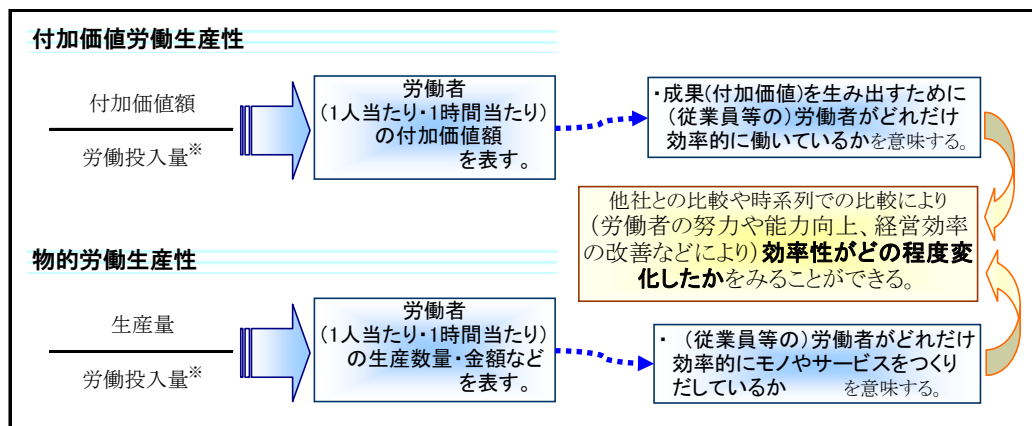 付加価値労働生産性
付加価値額
労働投入量※
労働者
(1人当たり・1時間当たり)
の付加価値額
を表す。
・成果(付加価値)を生み出すために
(従業員等の)労働者がどれだけ
効率的に働いているかを意味する。
他社との比較や時系列での比較により
(労働者の努力や能力向上、経営効率
の改善などにより)効率性がどの程度変
化したかをみることができる。
物的労働生産性
生産量
労働投入量※
労働者
(1人当たり・1時間当たり)
の生産数量・金額など
を表す。
・ (従業員等の)労働者がどれだけ
効率的にモノやサービスをつくり
だしているか を意味する。